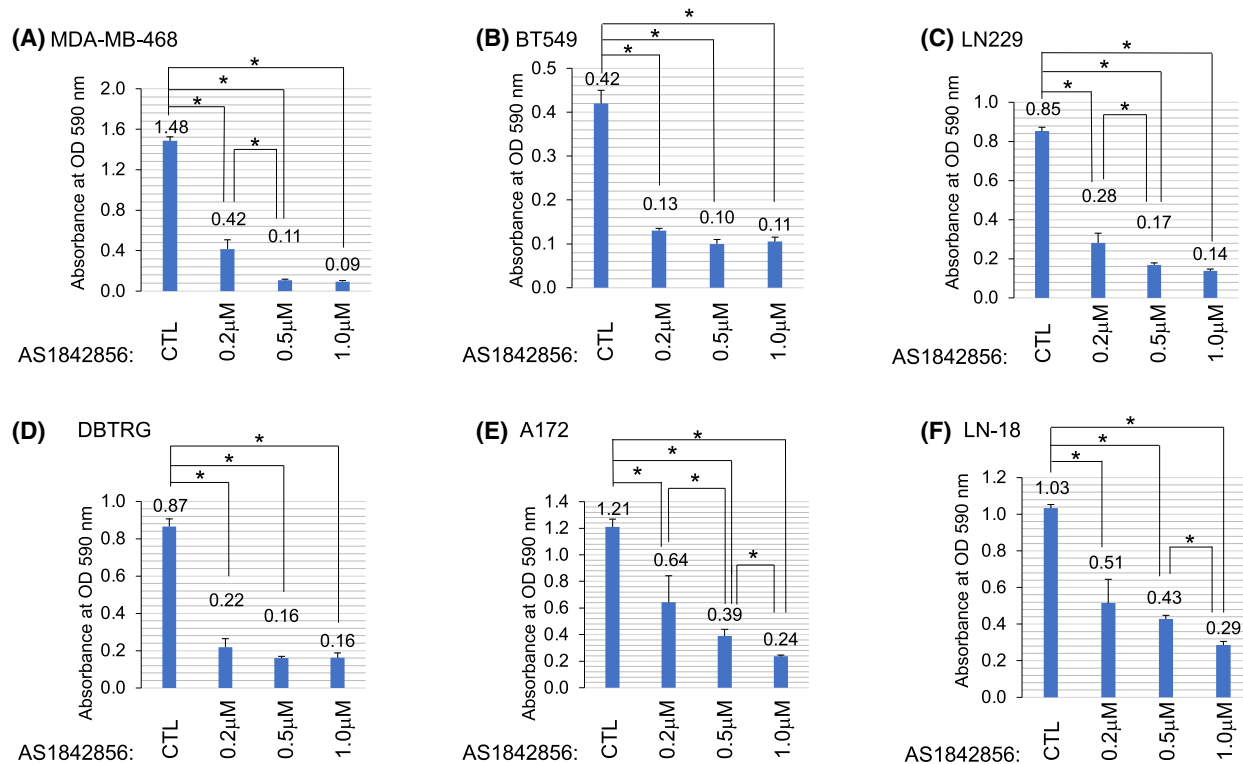 (A) MDA-MB-468
Absorbance at OD 590 nm
2.0
1.6
1.2
0.8
0.4
0.0
*
*
*
*
1.48
0.42
0.11
0.09
CTL
0.2μM
0.5μM
1.0μM
AS1842856:
(B) BT549
Absorbance at OD 590 nm
0.5
0.4
0.3
0.2
0.1
0.0
*
*
*
0.42
0.13
0.10
0.11
CTL
0.2μM
0.5μM
1.0μM
AS1842856:
(C) LN229
Absorbance at OD 590 nm
1.0
0.8
0.6
0.4
0.2
0.0
*
*
*
*
0.85
0.28
0.17
0.14
CTL
0.2μM
0.5μM
1.0μM
AS1842856:
(D) DBTRG
Absorbance at OD 590 nm
1.0
0.8
0.6
0.4
0.2
0.0
*
*
*
0.87
0.22
0.16
0.16
CTL
0.2μM
0.5μM
1.0μM
AS1842856:
(E) A172
Absorbance at OD 590 nm
1.4
1.2
1.0
0.8
0.6
0.4
0.2
0.0
*
*
*
*
*
1.21
0.64
0.39
0.24
CTL
0.2μM
0.5μM
1.0μM
AS1842856:
(F) LN-18
Absorbance at OD 590 nm
1.2
1.0
0.8
0.6
0.4
0.2
0.0
*
*
*
*
1.03
0.51
0.43
0.29
CTL
0.2μM
0.5μM
1.0μM
AS1842856: